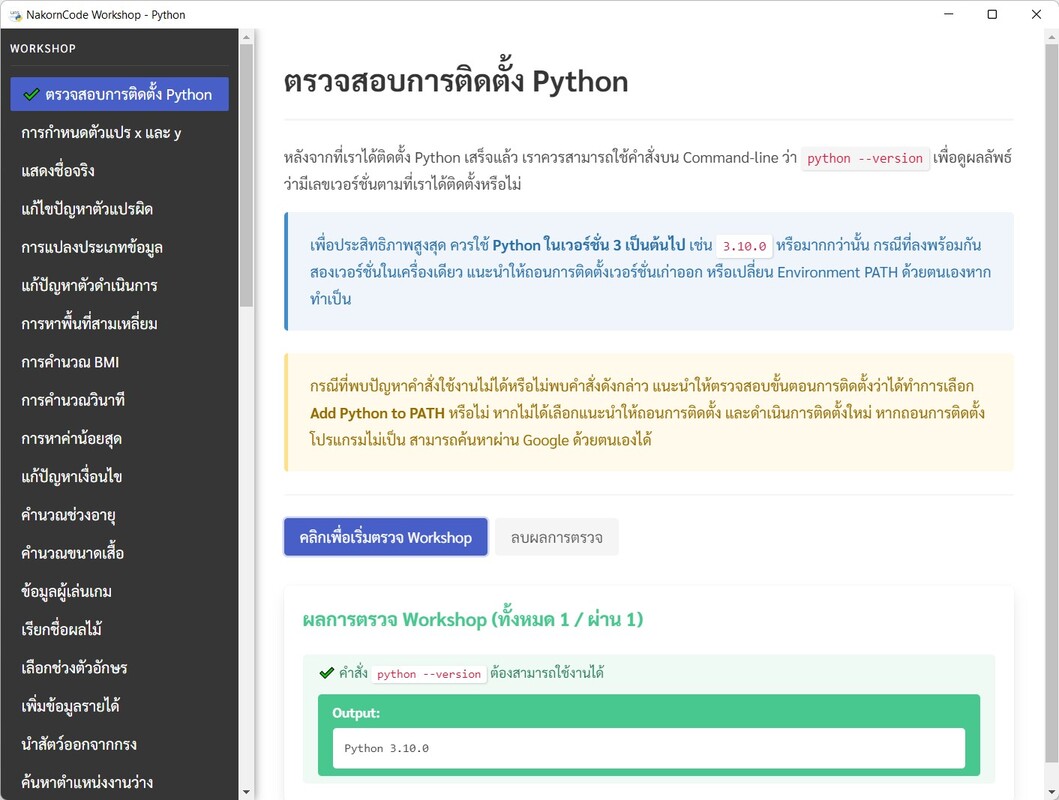 NakornCode Workshop - Python
WORKSHOP
ตรวจสอบการติดตั้ง Python
การกำหนดตัวแปร x และ y
แสดงชื่อจริง
แก้ไขปัญหาตัวแปรผิด
การแปลงประเภทข้อมูล
แก้ปัญหาตัวดำเนินการ
การหาพื้นที่สามเหลี่ยม
การคำนวณ BMI
การคำนวณวินาที
การหาค่าน้อยสุด
แก้ปัญหาเงื่อนไข
คำนวณช่วงอายุ
คำนวณขนาดเสื้อ
ข้อมูลผู้เล่นเกม
เรียกชื่อผลไม้
เลือกช่วงตัวอักษร
เพิ่มข้อมูลรายได้
นำสัตว์ออกจากกรง
ค้นหาตำแหน่งงานว่าง
ตรวจสอบการติดตั้ง Python
หลังจากที่เราได้ติดตั้ง Python เสร็จแล้ว เราควรสามารถใช้คำสั่งบน Command-line ว่า python --version เพื่อดูผลลัพธ์
ว่ามีเลขเวอร์ชั่นตามที่เราได้ติดตั้งหรือไม่
เพื่อประสิทธิภาพสูงสุด ควรใช้ Python ในเวอร์ชั่น 3 เป็นต้นไป เช่น 3.10.0 หรือมากกว่านั้น กรณีที่ลงพร้อมกัน
สองเวอร์ชั่นในเครื่องเดียว แนะนำให้ถอนการติดตั้งเวอร์ชั่นเก่าออก หรือเปลี่ยน Environment PATH ด้วยตนเองหาก
ทำเป็น
กรณีที่พบปัญหาคำสั่งใช้งานไม่ได้หรือไม่พบคำสั่งดังกล่าว แนะนำให้ตรวจสอบขั้นตอนการติดตั้งว่าได้ทำการเลือก
Add Python to PATH หรือไม่ หากไม่ได้เลือกแนะนำให้ถอนการติดตั้ง และดำเนินการติดตั้งใหม่ หากถอนการติดตั้ง
โปรแกรมไม่เป็น สามารถค้นหาผ่าน Google ด้วยตนเองได้
คลิกเพื่อเริ่มตรวจ Workshop
ลบผลการตรวจ
ผลการตรวจ Workshop (ทั้งหมด 1 / ผ่าน 1)
คำสั่ง python --version ต้องสามารถใช้งานได้
Output:
Python 3.10.0